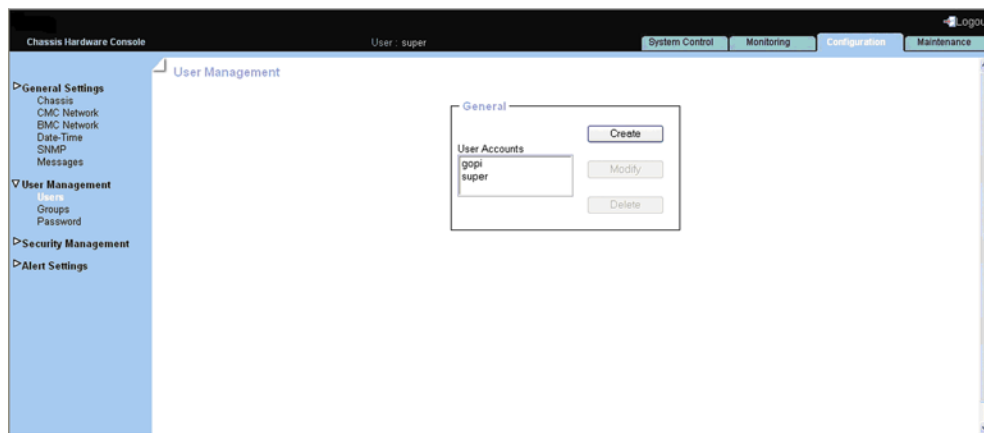 Logou
Chassis Hardware Console
User : super
System Control
Monitoring
Configuration
Maintenance
General Settings
Chassis
CMC Network
BMC Network
Date-Time
SNMP
Messages
User Management
Users
Groups
Password
Security Management
Alert Settings
User Management
General
User Accounts
gopi
super
Create
Modify
Delete